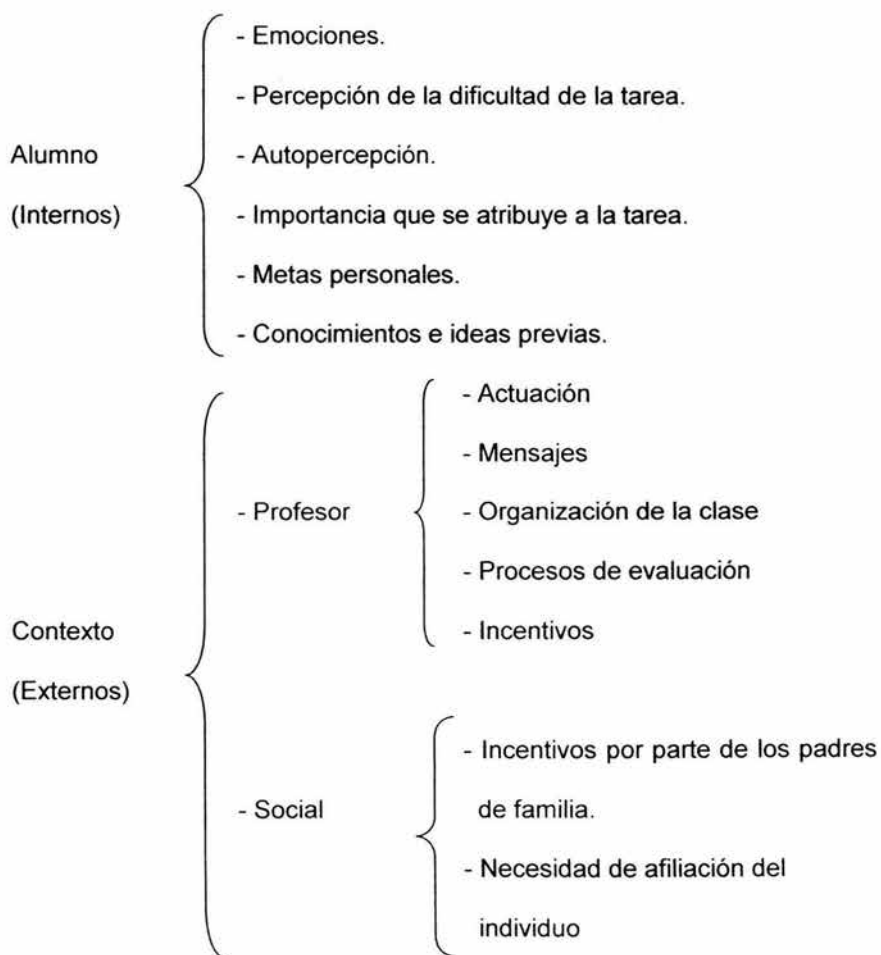 - Emociones.
- Percepción de la dificultad de la tarea.
Alumno
- Autopercepción.
(Internos)
- Importancia que se atribuye a la tarea.
- Metas personales.
- Conocimientos e ideas previas.
- Actuación
- Mensajes
- Profesor
- Organización de la clase
- Procesos de evaluación
Contexto
- Incentivos
(Externos)
- Incentivos por parte de los padres
de familia.
- Social
- Necesidad de afiliación del
individuo